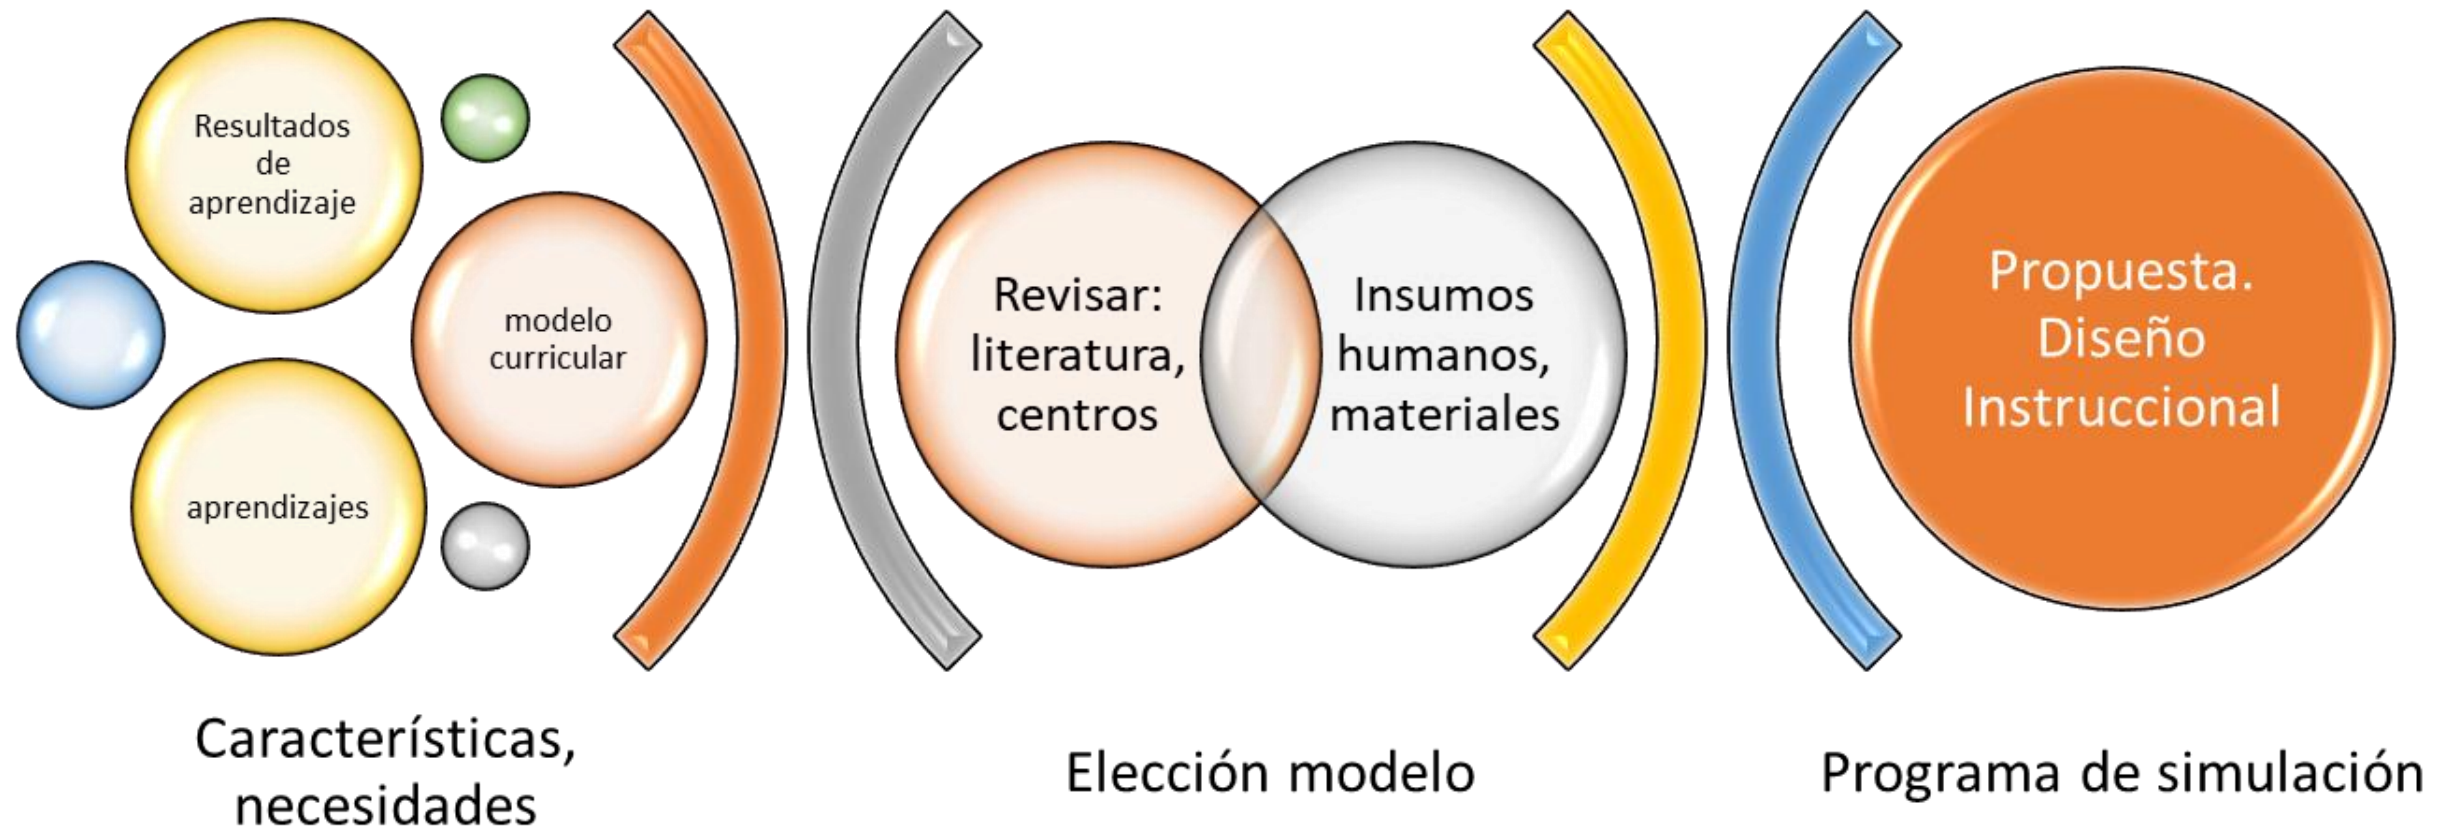 Resultados
de
aprendizaje
modelo
curricular
aprendizajes
Características,
necesidades
Revisar:
literatura,
centros
Insumos
humanos,
materiales
Elección modelo
Propuesta.
Diseño
Instruccional
Programa de simulación